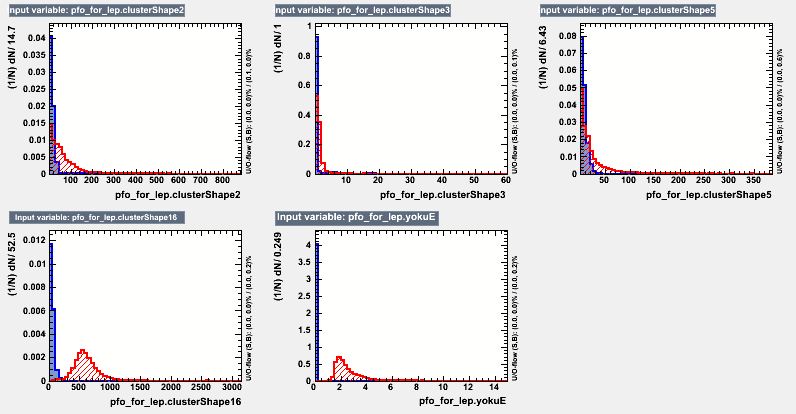 nput variable: pfo_for_lep.clusterShape2
(1/N) dN/ 14.7
0.04
0.035
0.03
0.025
0.02
0.015
0.01
0.005
0
100 200 300 400 500 600 700 800
pfo_for_lep.clusterShape2
U/O-flow (S,B): (0.0, 0.0)% / (0.1, 0.0)%
nput variable: pfo_for_lep.clusterShape3
(1/N) dN/ 1
1
0.8
0.6
0.4
0.2
0
10 20 30 40 50 60
pfo_for_lep.clusterShape3
U/O-flow (S,B): (0.0, 0.0)% / (0.0, 0.1)%
nput variable: pfo_for_lep.clusterShape5
(1/N) dN/ 6.43
0.08
0.07
0.06
0.05
0.04
0.03
0.02
0.01
0
50 100 150 200 250 300 350
pfo_for_lep.clusterShape5
U/O-flow (S,B): (0.0, 0.0)% / (0.0, 0.6)%
Input variable: pfo_for_lep.clusterShape16
(1/N) dN/ 52.5
0.012
0.01
0.008
0.006
0.004
0.002
0
0 500 1000 1500 2000 2500 3000
pfo_for_lep.clusterShape16
U/O-flow (S,B): (0.0, 0.0)% / (0.0, 0.2)%
Input variable: pfo_for_lep.yokuE
(1/N) dN/ 0.249
4
3.5
3
2.5
2
1.5
1
0.5
0
0 2 4 6 8 10 12 14
pfo_for_lep.yokuE
U/O-flow (S,B): (0.0, 0.0)% / (0.0, 0.2)%